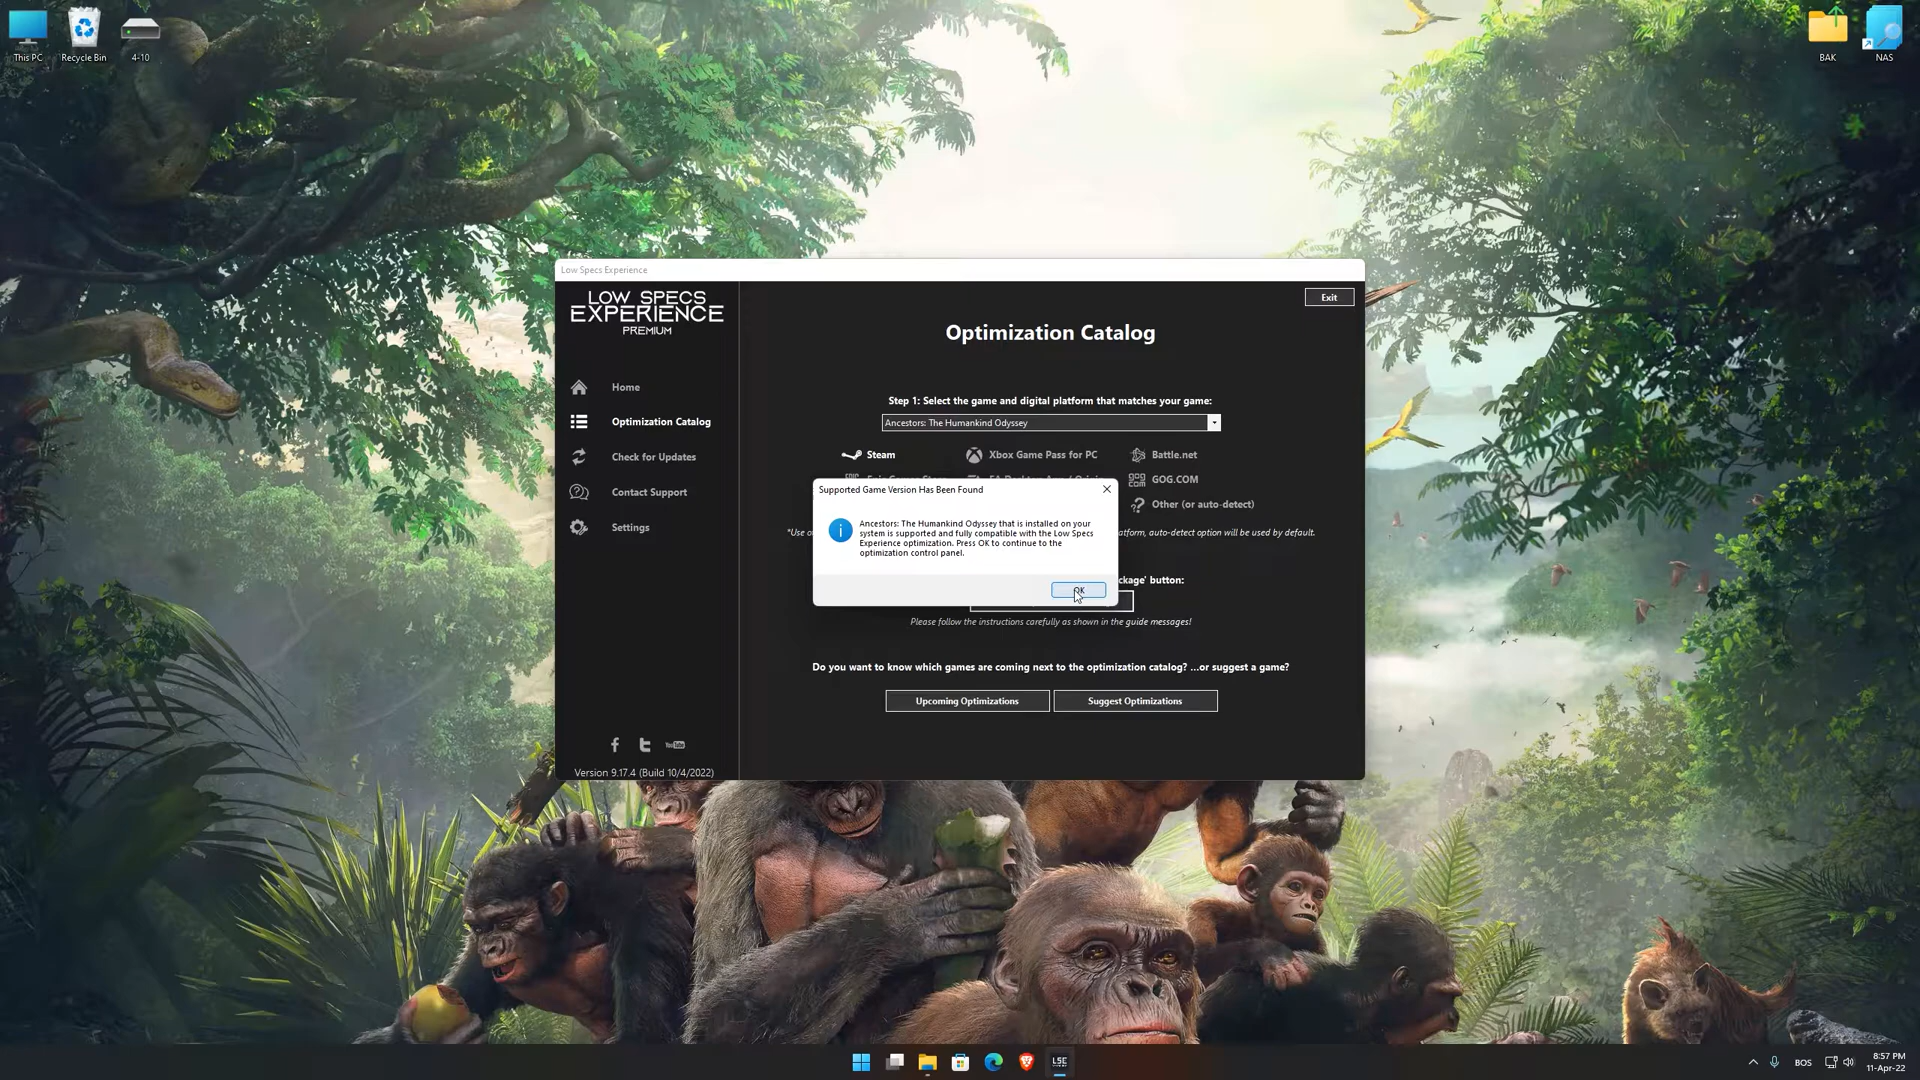 This PC
Recycle Bin
4-10
BAK
NAS
Low Specs Experience
LOW SPECS
EXPERIENCE
PREMIUM
Exit
Optimization Catalog
Home
Optimization Catalog
Check for Updates
Contact Support
Settings
Step 1: Select the game and digital platform that matches your game:
Ancestors: The Humankind Odyssey
Steam
Xbox Game Pass for PC
Battle.net
GOG.COM
Other (or auto-detect)
Supported Game Version Has Been Found
Ancestors: The Humankind Odyssey that is installed on your
system is supported and fully compatible with the Low Specs
Experience optimization. Press OK to continue to the
optimization control panel.
OK
auto-detect option will be used by default.
button:
Please follow the instructions carefully as shown in the guide messages!
Do you want to know which games are coming next to the optimization catalog? ...or suggest a game?
Upcoming Optimizations
Suggest Optimizations
YouTube
Version 9.17.4 (Build 10/4/2022)
LSE
BOS
8:57 PM
11-Apr-22